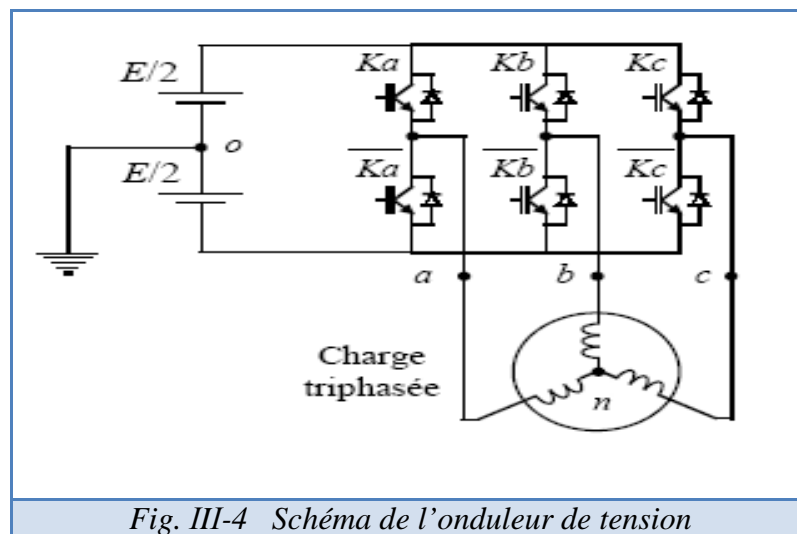 E/2
o
E/2
Ka
Kb
Kc
Ka
Kb
Kc
a
b
c
Charge
triphasée
n
Fig. III-4 Schéma de l'onduleur de tension